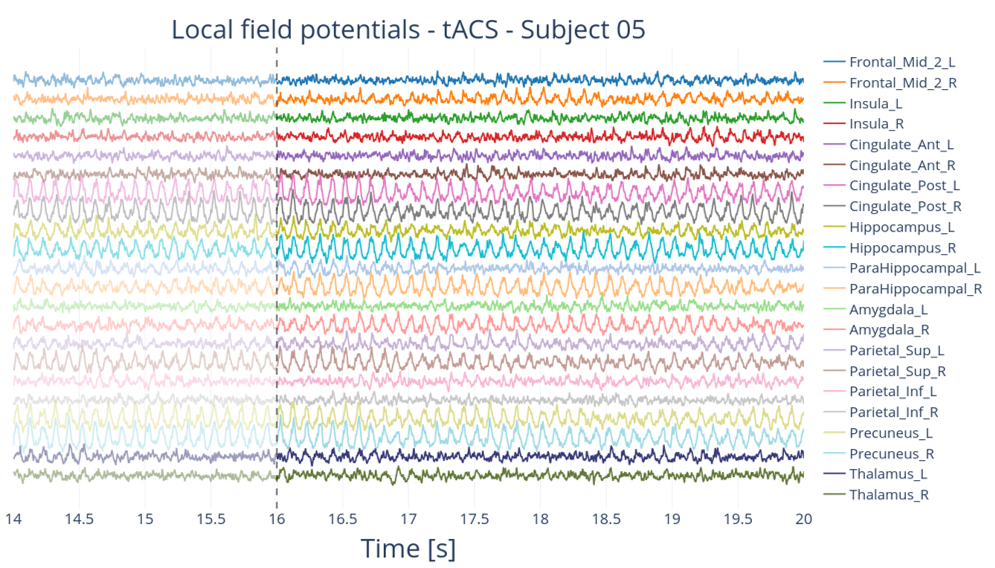 Local field potentials - tACS - Subject 05
Frontal_Mid_2_L
Frontal_Mid_2_R
Insula_L
Insula_R
Cingulate_Ant_L
Cingulate_Ant_R
Cingulate_Post_L
Cingulate_Post_R
Hippocampus_L
Hippocampus_R
ParaHippocampal_L
ParaHippocampal_R
Amygdala_L
Amygdala_R
Parietal_Sup_L
Parietal_Sup_R
Parietal_Inf_L
Parietal_Inf_R
Precuneus_L
Precuneus_R
Thalamus_L
Thalamus_R
14 14.5 15 15.5 16 16.5 17 17.5 18 18.5 19 19.5 20
Time [s]